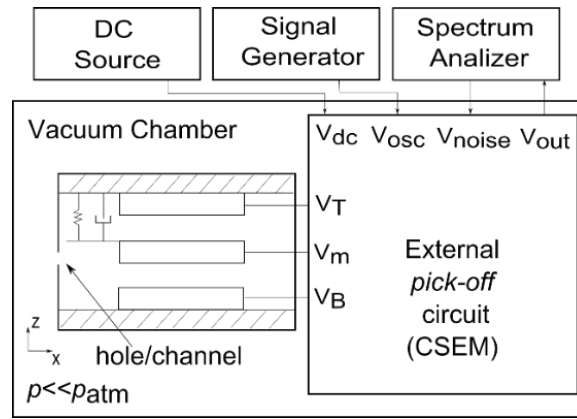 DC
Source
Signal
Generator
Spectrum
Analizer
Vacuum Chamber
Vdc Vosc Vnoise Vout
VT
Vm
VB
External
pick-off
circuit
(CSEM)
hole/channel
z
x
p<<patm